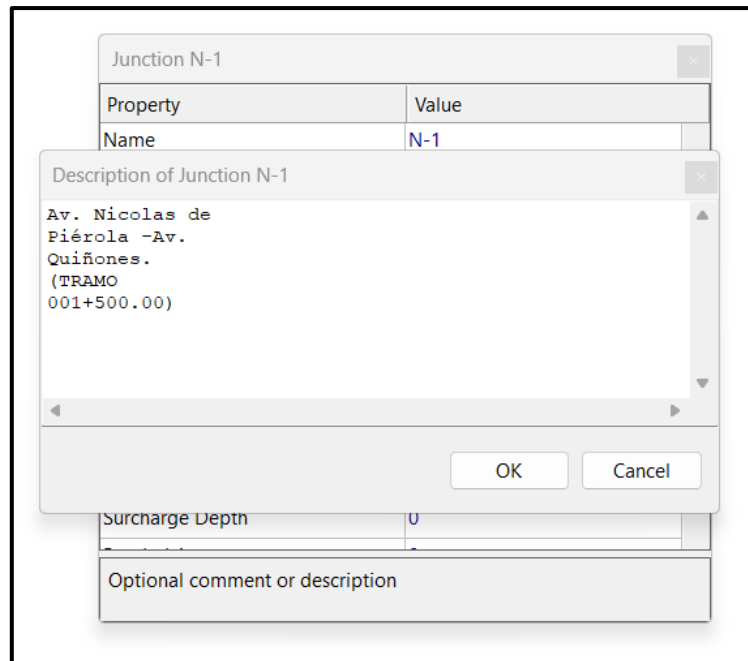 Junction N-1
Property Value
Name N-1
Description of Junction N-1
Av. Nicolas de
Piérola -Av.
Quiñones.
(TRAMO
001+500.00)
OK Cancel
Surcharge Depth 0
Optional comment or description